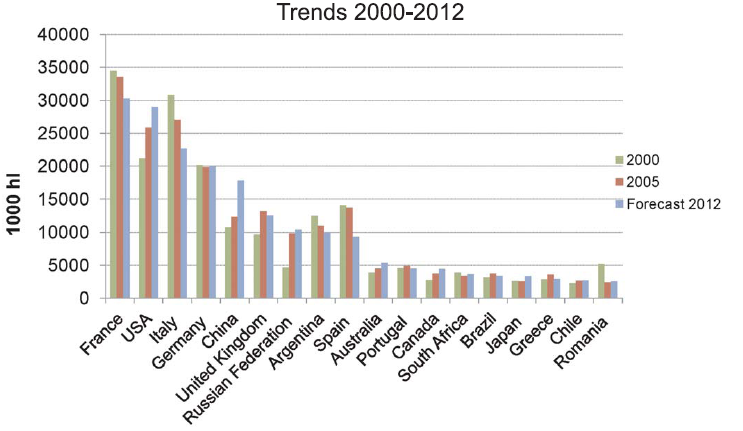 Trends 2000-2012
40000
35000
30000
25000
20000
15000
10000
5000
0
1000 hl
2000
2005
Forecast 2012
France
USA
Italy
Germany
China
United Kingdom
Russian Federation
Argentina
Spain
Australia
Portugal
Canada
South Africa
Brazil
Japan
Greece
Chile
Romania